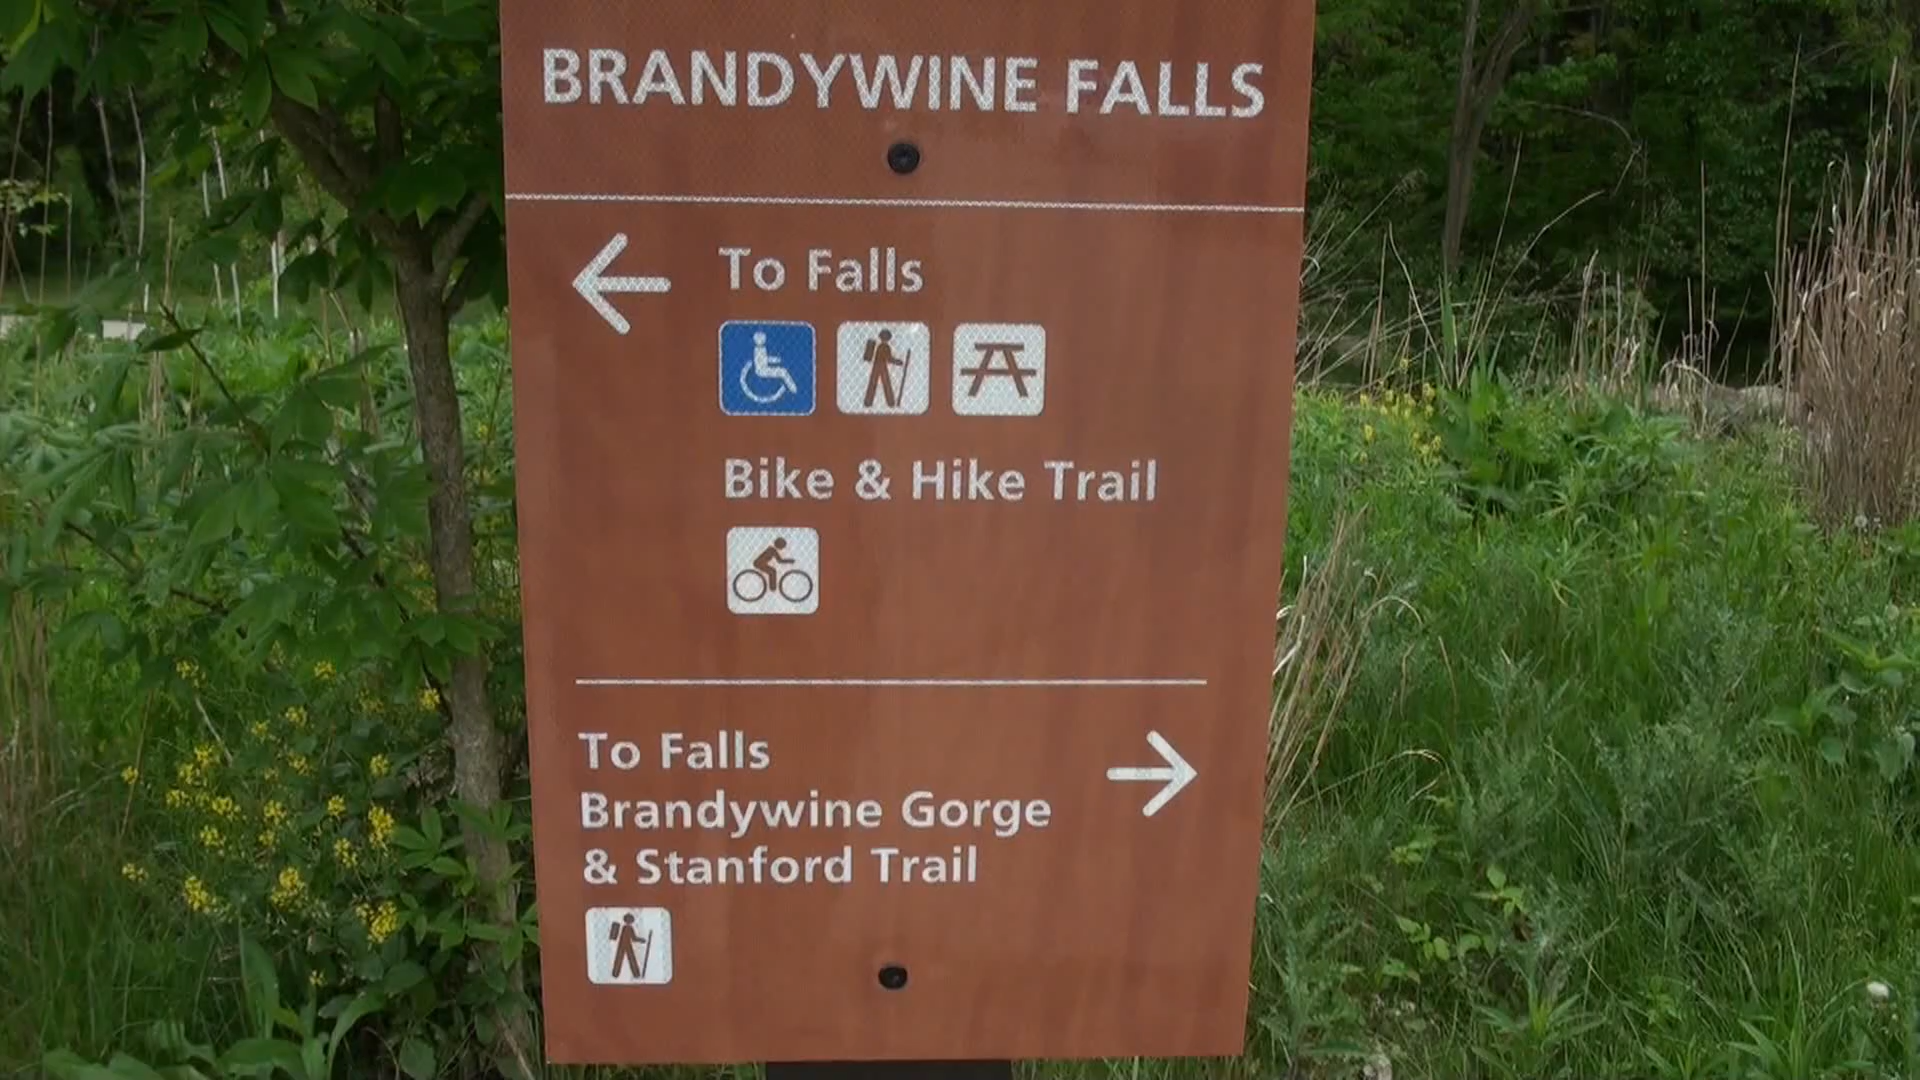 BRANDYWINE FALLS
To Falls
Bike & Hike Trail
To Falls
Brandywine Gorge
& Stanford Trail